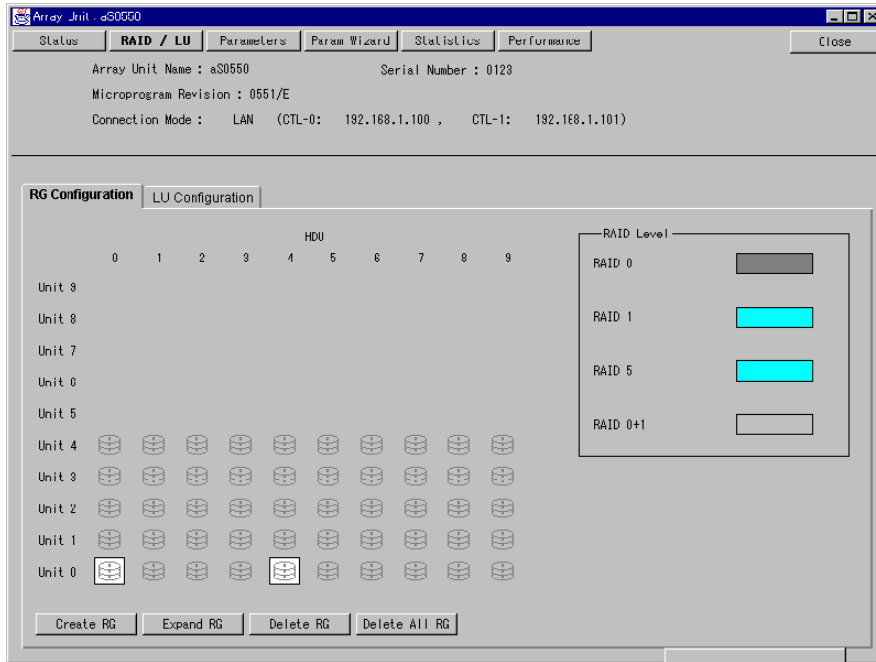 Array Unit : aS0550
Status RAID / LU Parameters Param Wizard Statistics Performance Close
Array Unit Name : aS0550 Serial Number : 0123
Microprogram Revision : 0551/E
Connection Mode : LAN (CTL-0: 192.168.1.100 , CTL-1: 192.168.1.101)
RG Configuration LU Configuration
HDU
0 1 2 3 4 5 6 7 8 9
Unit 9
Unit 8
Unit 7
Unit 6
Unit 5
Unit 4
Unit 3
Unit 2
Unit 1
Unit 0
RAID Level
RAID 0
RAID 1
RAID 5
RAID 0+1
Create RG Expand RG Delete RG Delete All RG